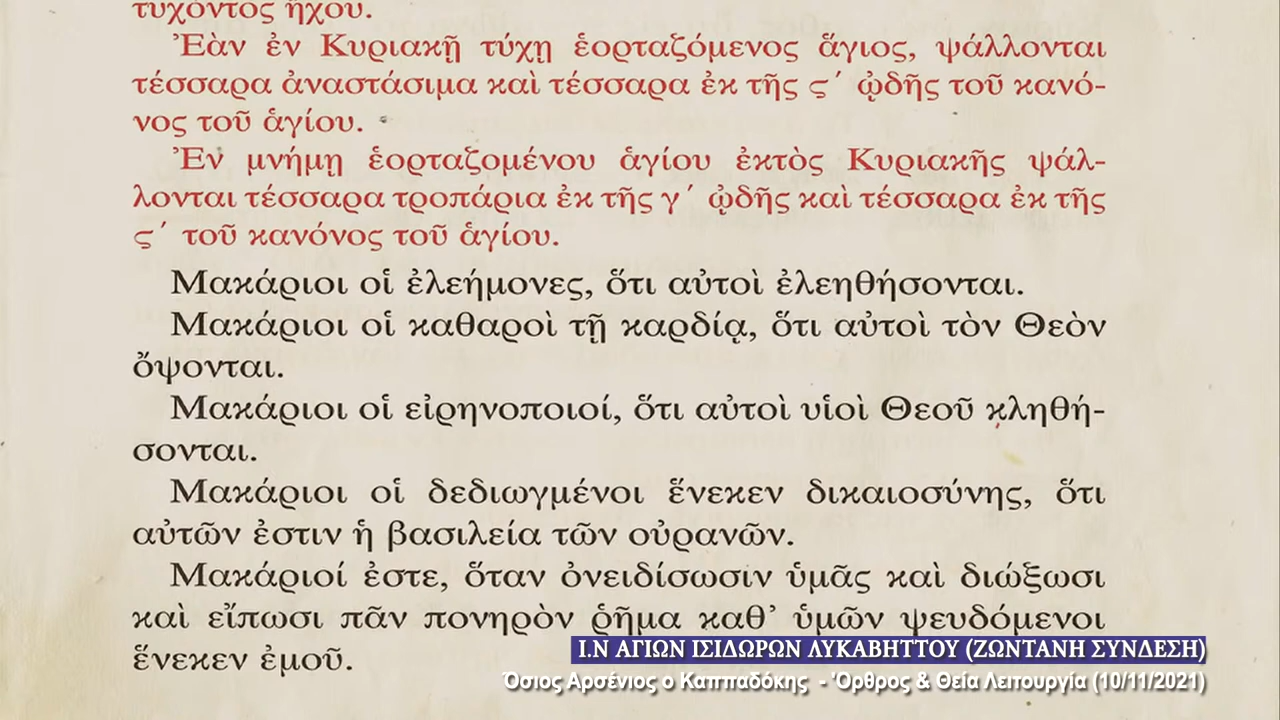 τυχόντος ἤχου.
Ἐὰν ἐν Κυριακῇ τύχῃ ἑορταζόμενος ἅγιος, ψάλλονται
τέσσαρα ἀναστάσιμα καὶ τέσσαρα ἐκ τῆς ϛ΄ ᾠδῆς τοῦ κανό-
νος τοῦ ἁγίου.
Ἐν μνήμῃ ἑορταζομένου ἁγίου ἐκτὸς Κυριακῆς ψάλ-
λονται τέσσαρα τροπάρια ἐκ τῆς γ΄ ᾠδῆς καὶ τέσσαρα ἐκ τῆς
ϛ΄ τοῦ κανόνος τοῦ ἁγίου.
Μακάριοι οἱ ἐλεήμονες, ὅτι αὐτοὶ ἐλεηθήσονται.
Μακάριοι οἱ καθαροὶ τῇ καρδίᾳ, ὅτι αὐτοὶ τὸν Θεὸν
ὄψονται.
Μακάριοι οἱ εἰρηνοποιοί, ὅτι αὐτοὶ υἱοὶ Θεοῦ κληθή-
σονται.
Μακάριοι οἱ δεδιωγμένοι ἕνεκεν δικαιοσύνης, ὅτι
αὐτῶν ἐστιν ἡ βασιλεία τῶν οὐρανῶν.
Μακάριοί ἐστε, ὅταν ὀνειδίσωσιν ὑμᾶς καὶ διώξωσι
καὶ εἴπωσι πᾶν πονηρὸν ῥῆμα καθ᾽ ὑμῶν ψευδόμενοι
ἕνεκεν ἐμοῦ.
Ι.Ν ΑΓΙΩΝ ΙΣΙΔΩΡΩΝ ΛΥΚΑΒΗΤΤΟΥ (ΖΩΝΤΑΝΗ ΣΥΝΔΕΣΗ)
Όσιος Αρσένιος ο Καππαδόκης - Όρθρος & Θεία Λειτουργία (10/11/2021)